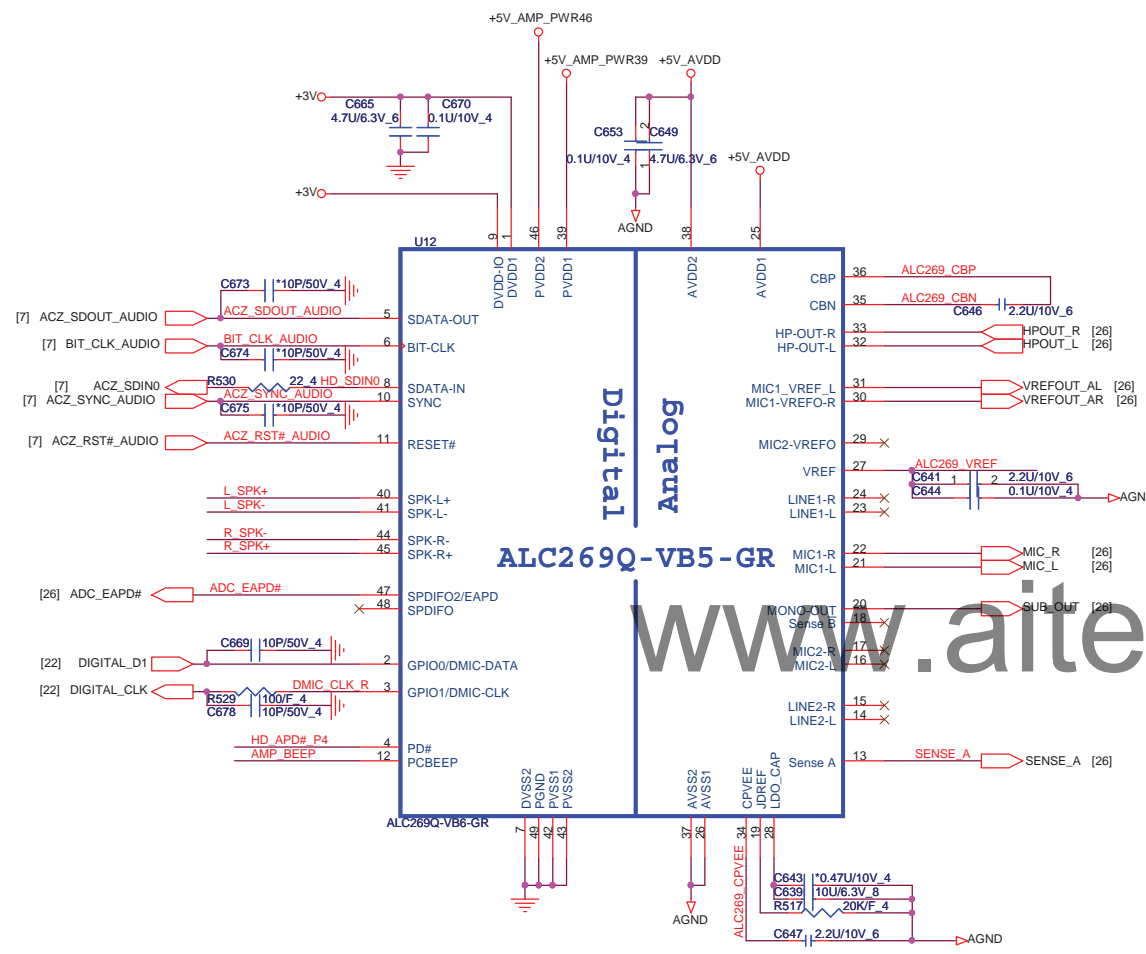 +5V_AMP_PWR46
+5V_AMP_PWR39 +5V_AVDD
+3V
C665 C670
4.7U/6.3V_6 0.1U/10V_4
C653 2 C649
0.1U/10V_4 1 4.7U/6.3V_6
+5V_AVDD
+3V
AGND
U12
9 1 46 39 38 25
DVDD-IO DVDD1 PVDD2 PVDD1 AVDD2 AVDD1
C673 *10P/50V_4
[7] ACZ_SDOUT_AUDIO ACZ_SDOUT_AUDIO 5 SDATA-OUT
[7] BIT_CLK_AUDIO BIT_CLK_AUDIO 6 BIT-CLK
C674 *10P/50V_4
[7] ACZ_SDIN0 R530 22_4 HD_SDIN0 8 SDATA-IN
[7] ACZ_SYNC_AUDIO ACZ_SYNC_AUDIO 10 SYNC
C675 *10P/50V_4
[7] ACZ_RST#_AUDIO ACZ_RST#_AUDIO 11 RESET#
L_SPK+ 40 SPK-L+
L_SPK- 41 SPK-L-
R_SPK- 44 SPK-R-
R_SPK+ 45 SPK-R+
[26] ADC_EAPD# ADC_EAPD# 47 SPDIFO2/EAPD
48 SPDIFO
C669 10P/50V_4
[22] DIGITAL_D1 2 GPIO0/DMIC-DATA
[22] DIGITAL_CLK DMIC_CLK_R 3 GPIO1/DMIC-CLK
R529 100/F_4
C678 10P/50V_4
HD_APD#_P4 4 PD#
AMP_BEEP 12 PCBEEP
Digital
Analog
ALC269Q-VB5-GR
CBP 36 ALC269_CBP
CBN 35 ALC269_CBN
C646 2.2U/10V_6
HP-OUT-R 33 HPOUT_R [26]
HP-OUT-L 32 HPOUT_L [26]
MIC1_VREF_L 31 VREFOUT_AL [26]
MIC1-VREFO-R 30 VREFOUT_AR [26]
MIC2-VREFO 29
VREF 27 ALC269_VREF
C641 1 2 2.2U/10V_6
C644 0.1U/10V_4
AGN
LINE1-R 24
LINE1-L 23
MIC1-R 22 MIC_R [26]
MIC1-L 21 MIC_L [26]
MONO-OUT 20 SUB_OUT [26]
Sense B 18
MIC2-R 17
MIC2-L 16
www.aite
LINE2-R 15
LINE2-L 14
Sense A 13 SENSE_A SENSE_A [26]
DVSS2 PGND PVSS1 PVSS2 AVSS2 AVSS1 CPVEE JDREF LDO_CAP
ALC269Q-VB6-GR
7 49 42 43 37 26 34 19 28
ALC269_CPVEE
C643 *0.47U/10V_4
C639 10U/6.3V_8
R517 20K/F_4
AGND
C647 2.2U/10V_6 AGND